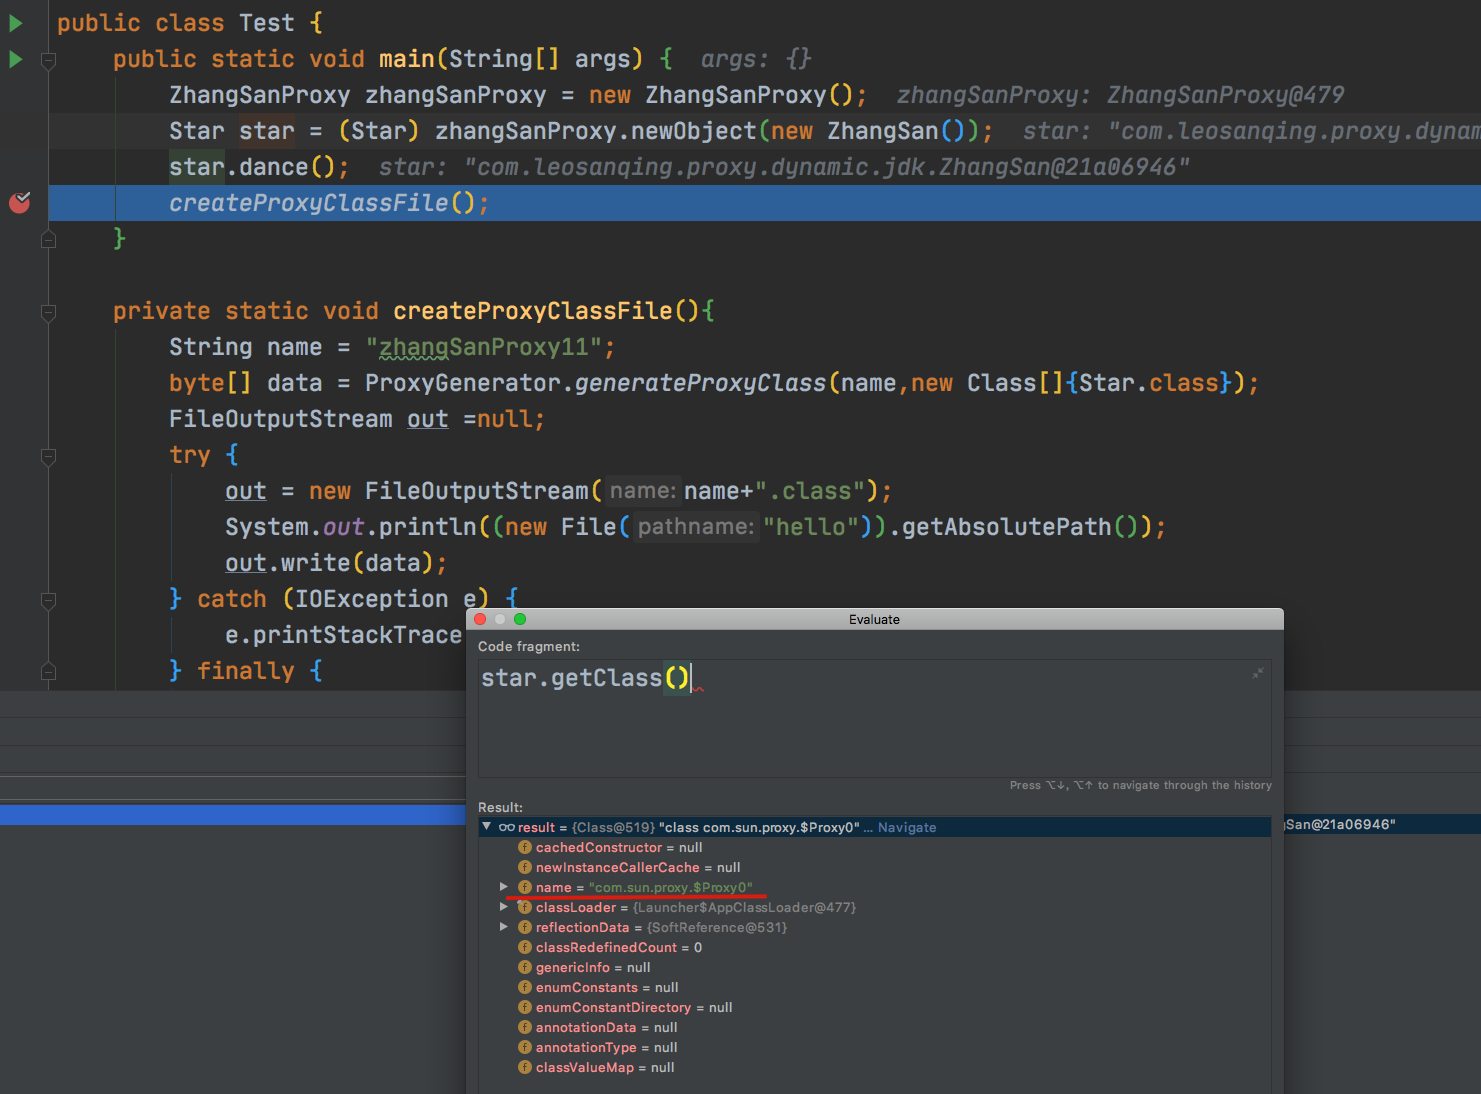 public class Test {
public static void main(String[] args) { args: {}
ZhangSanProxy zhangSanProxy = new ZhangSanProxy(); zhangSanProxy: ZhangSanProxy@479
Star star = (Star) zhangSanProxy.newObject(new ZhangSan()); star: "com.leosanqing.proxy.dynam
star.dance(); star: "com.leosanqing.proxy.dynamic.jdk.ZhangSan@21a06946"
createProxyClassFile();
}
private static void createProxyClassFile(){
String name = "zhangSanProxy11";
byte[] data = ProxyGenerator.generateProxyClass(name,new Class[]{Star.class});
FileOutputStream out =null;
try {
out = new FileOutputStream( name: name+".class");
System.out.println((new File( pathname: "hello")).getAbsolutePath());
out.write(data);
} catch (IOException e) {
e.printStackTrace
} finally {
Evaluate
Code fragment:
star.getClass()
Press ⌥↓, ⌥↑ to navigate through the history
Result:
result = {Class@519} "class com.sun.proxy.$Proxy0" ... Navigate
gSan@21a06946"
f cachedConstructor = null
f newInstanceCallerCache = null
f name = "com.sun.proxy.$Proxy0"
f classLoader = {Launcher$AppClassLoader@477}
f reflectionData = {SoftReference@531}
f classRedefinedCount = 0
f genericInfo = null
f enumConstants = null
f enumConstantDirectory = null
f annotationData = null
f annotationType = null
f classValueMap = null